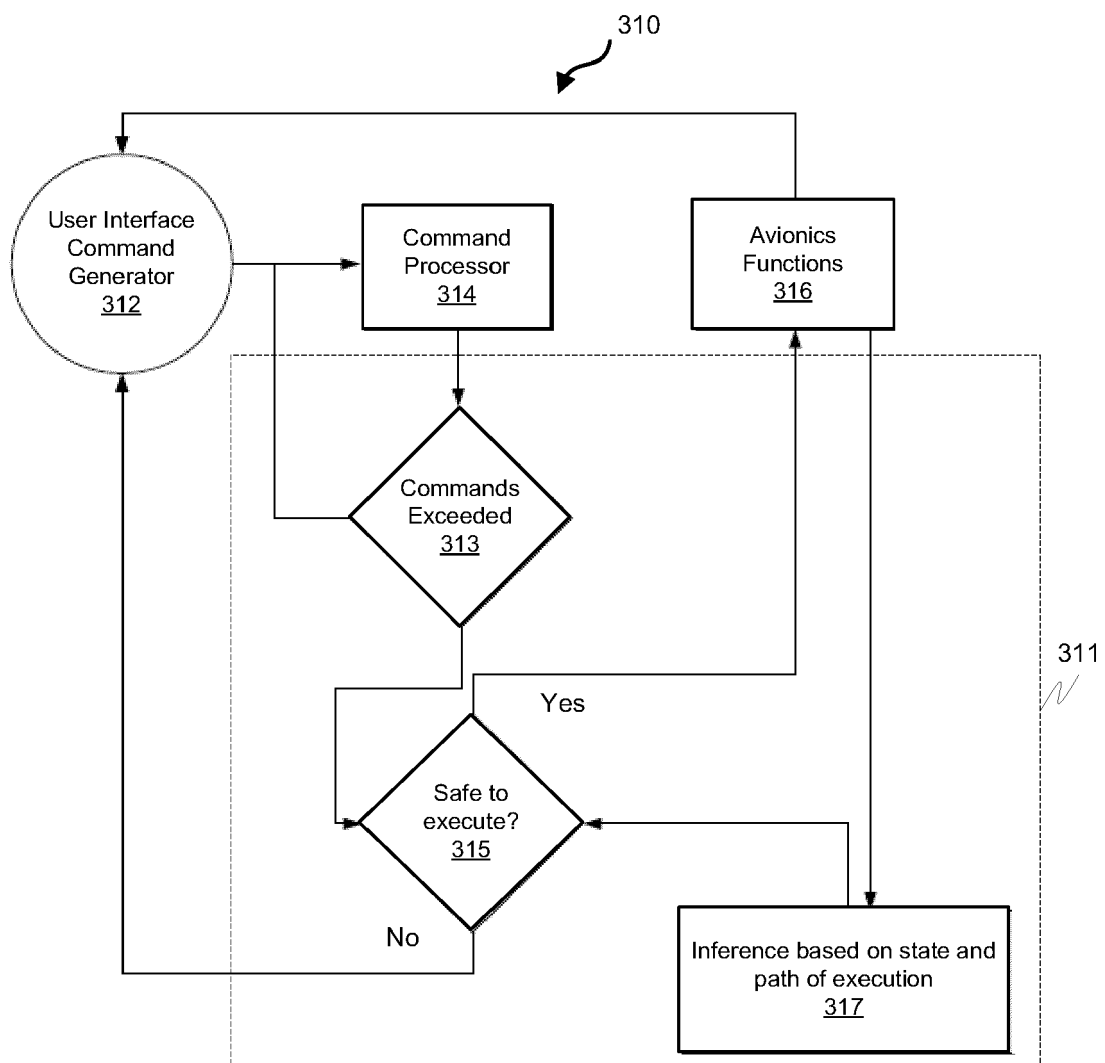 310
User Interface
Command
Generator
312
Command
Processor
314
Avionics
Functions
316
Commands
Exceeded
313
311
Yes
Safe to
execute?
315
No
Inference based on state and
path of execution
317